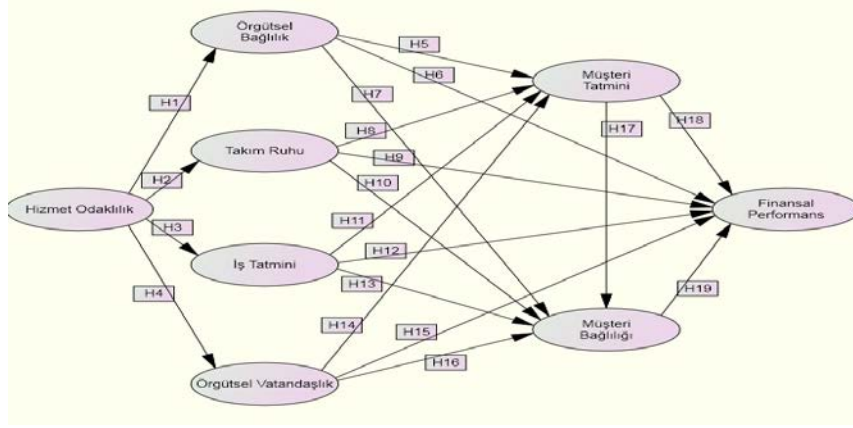 Örgütsel
Bağlılık
H5
H6
Müşteri
Tatmini
H1
H7
H18
H8
H17
Takım Ruhu
H9
H2
H10
Hizmet Odaklılık
Finansal
Performans
H3
H11
H12
İş Tatmini
H13
H4
H19
H14
H15
Müşteri
Bağlılığı
H16
Örgütsel Vatandaşlık